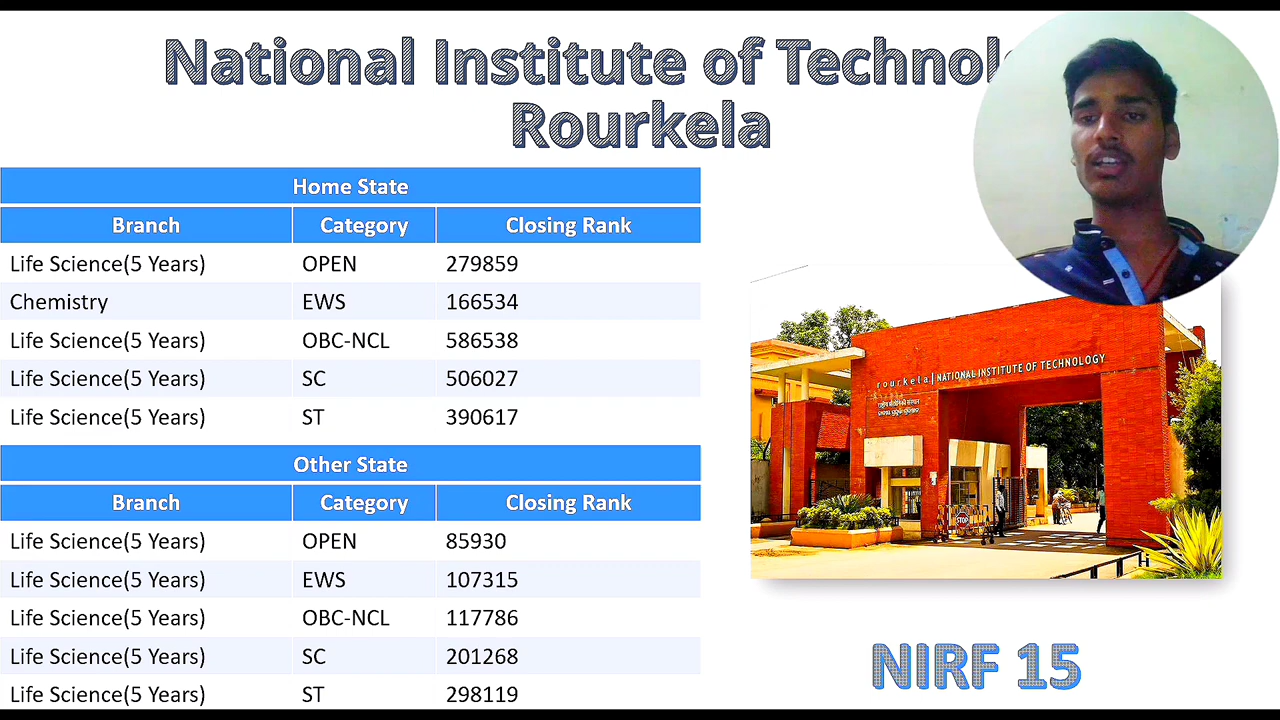 National Institute of Technol
Rourkela
Home State
Branch Category Closing Rank
Life Science(5 Years) OPEN 279859
Chemistry EWS 166534
Life Science(5 Years) OBC-NCL 586538
Life Science(5 Years) SC 506027
Life Science(5 Years) ST 390617
Other State
Branch Category Closing Rank
Life Science(5 Years) OPEN 85930
Life Science(5 Years) EWS 107315
Life Science(5 Years) OBC-NCL 117786
Life Science(5 Years) SC 201268
Life Science(5 Years) ST 298119
rourkela | NATIONAL INSTITUTE OF TECHNOLOGY
STOP
NIRF 15